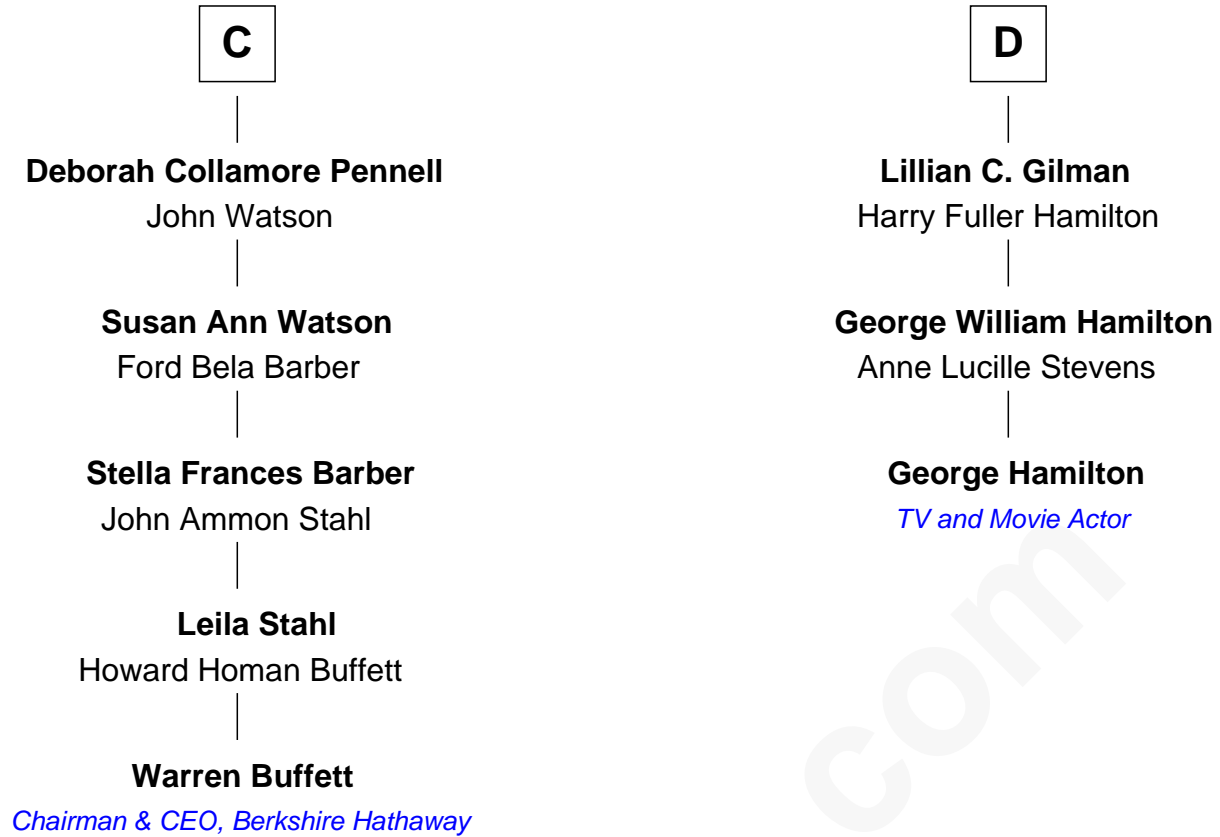 C
Deborah Collamore Pennell
John Watson
Susan Ann Watson
Ford Bela Barber
Stella Frances Barber
John Ammon Stahl
Leila Stahl
Howard Homan Buffett
Warren Buffett
Chairman & CEO, Berkshire Hathaway
D
Lillian C. Gilman
Harry Fuller Hamilton
George William Hamilton
Anne Lucille Stevens
George Hamilton
TV and Movie Actor
com